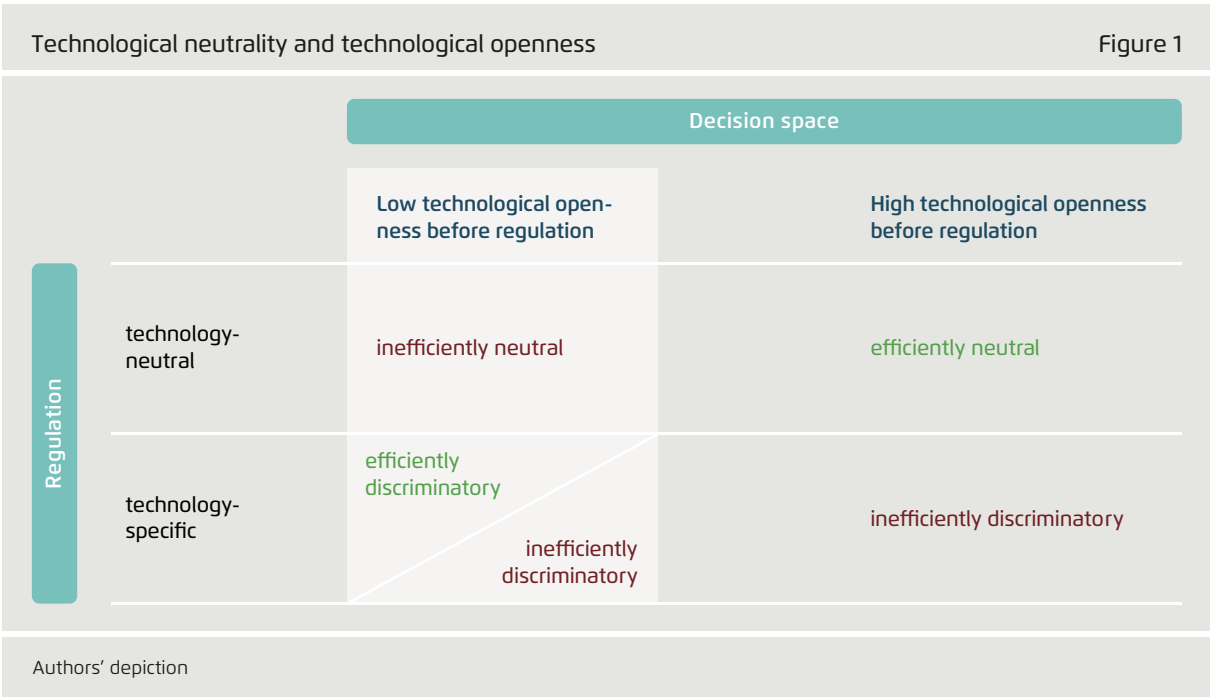 Technological neutrality and technological openness
Figure 1
Decision space
Low technological open-
ness before regulation
High technological openness
before regulation
Regulation
technology-
neutral
inefficiently neutral
efficiently neutral
technology-
specific
efficiently
discriminatory
inefficiently
discriminatory
inefficiently discriminatory
Authors’ depiction